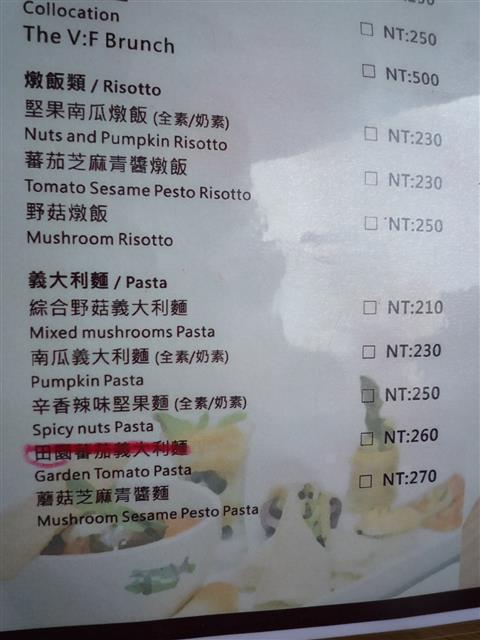 Collocation
The V:F Brunch □ NT:250
□ NT:500
燉飯類 / Risotto
堅果南瓜燉飯 (全素/奶素) □ NT:230
Nuts and Pumpkin Risotto
蕃茄芝麻青醬燉飯 □ NT:230
Tomato Sesame Pesto Risotto
野菇燉飯 □ NT:250
Mushroom Risotto
義大利麵 / Pasta
綜合野菇義大利麵 □ NT:210
Mixed mushrooms Pasta
南瓜義大利麵 (全素/奶素) □ NT:230
Pumpkin Pasta
辛香辣味堅果麵 (全素/奶素) □ NT:250
Spicy nuts Pasta
田園蕃茄義大利麵 □ NT:260
Garden Tomato Pasta
蘑菇芝麻青醬麵 □ NT:270
Mushroom Sesame Pesto Pasta